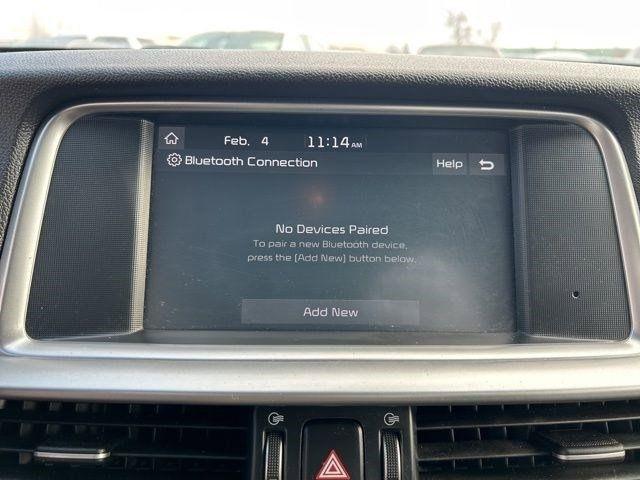 Feb. 4 11:14 AM
Bluetooth Connection Help
No Devices Paired
To pair a new Bluetooth device,
press the [Add New] button below.
Add New